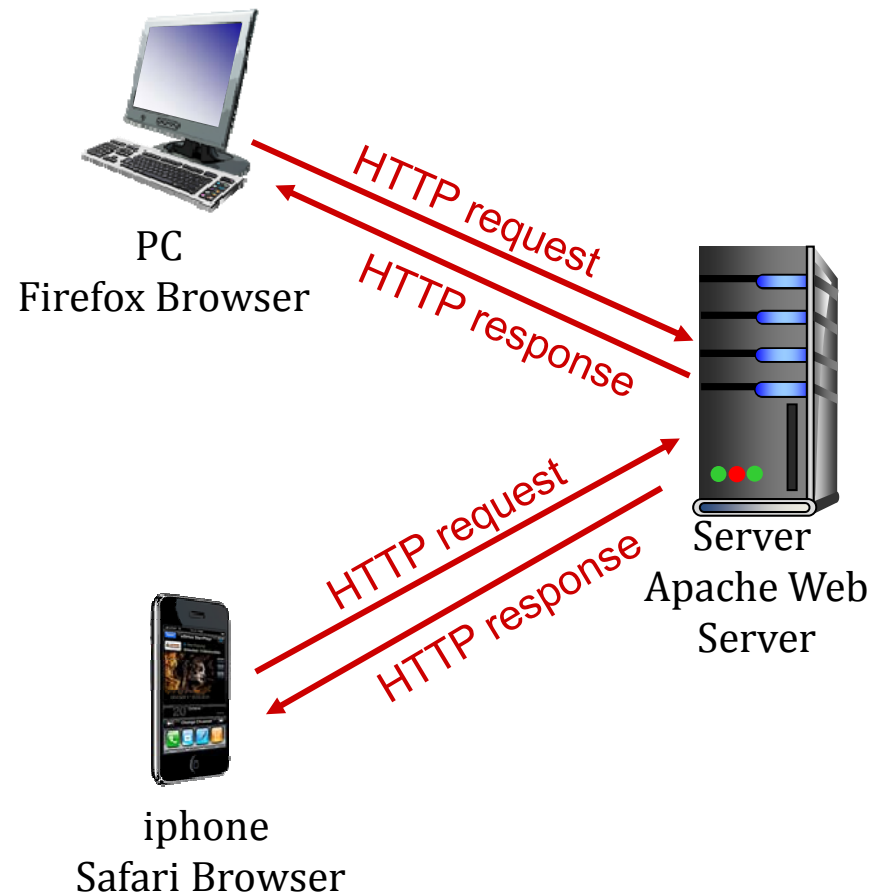 HTTP request
HTTP response
PC
Firefox Browser
HTTP request
HTTP response
Server
Apache Web
Server
iphone
Safari Browser